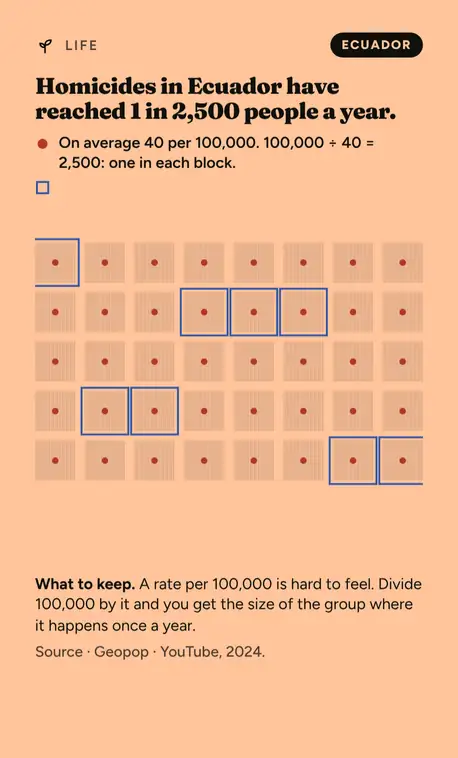 LIFE
ECUADOR
Homicides in Ecuador have
reached 1 in 2,500 people a year.
On average 40 per 100,000. 100,000 ÷ 40 =
2,500: one in each block.
What to keep. A rate per 100,000 is hard to feel. Divide
100,000 by it and you get the size of the group where
it happens once a year.
Source · Geopop · YouTube, 2024.